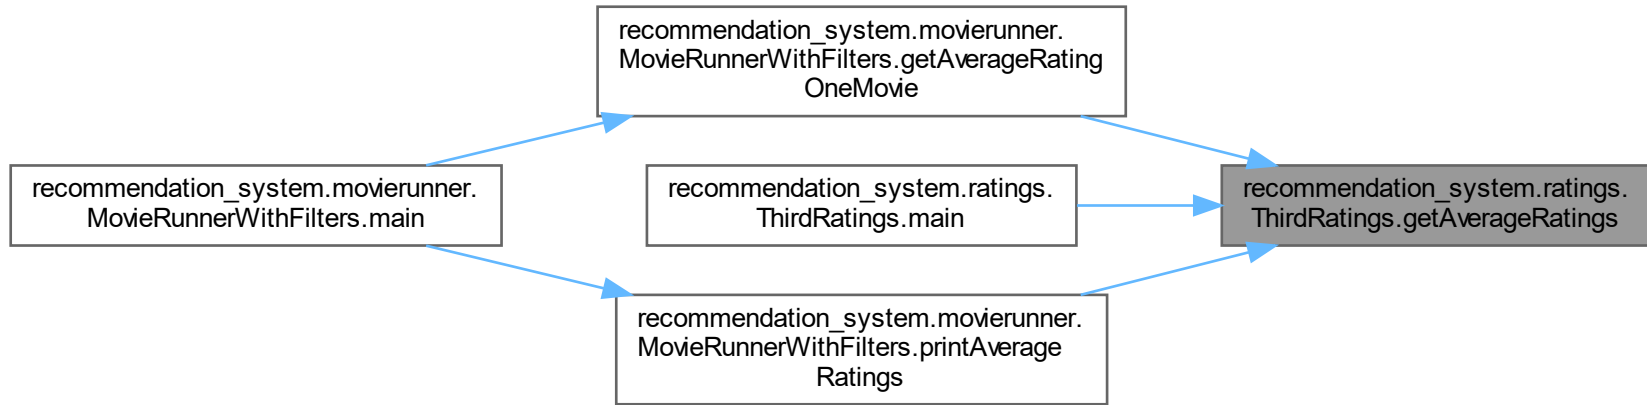 recommendation_system.movierunner.
MovieRunnerWithFilters.getAverageRating
OneMovie
recommendation_system.movierunner.
MovieRunnerWithFilters.main
recommendation_system.ratings.
ThirdRatings.main
recommendation_system.ratings.
ThirdRatings.getAverageRatings
recommendation_system.movierunner.
MovieRunnerWithFilters.printAverage
Ratings